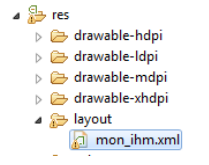 res
drawable-hdpi
drawable-ldpi
drawable-mdpi
drawable-xhdpi
layout
mon_ihm.xml